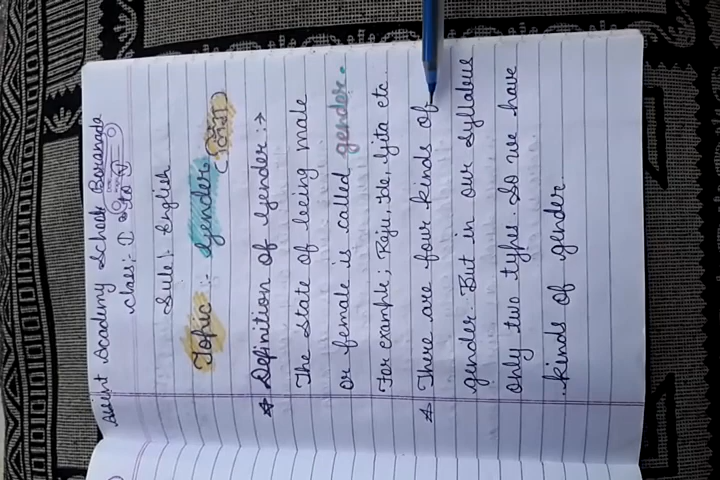 Academy School Baranada
Class:- I
Sub:- English
Topic :- Gender (लिंग)
* Definition of Gender :->
The State of being male
or female is called gender.
For example; Raju, He, Gita etc.
* There are four kinds of
gender. But in our syllabus
only two types. So we have
kinds of gender